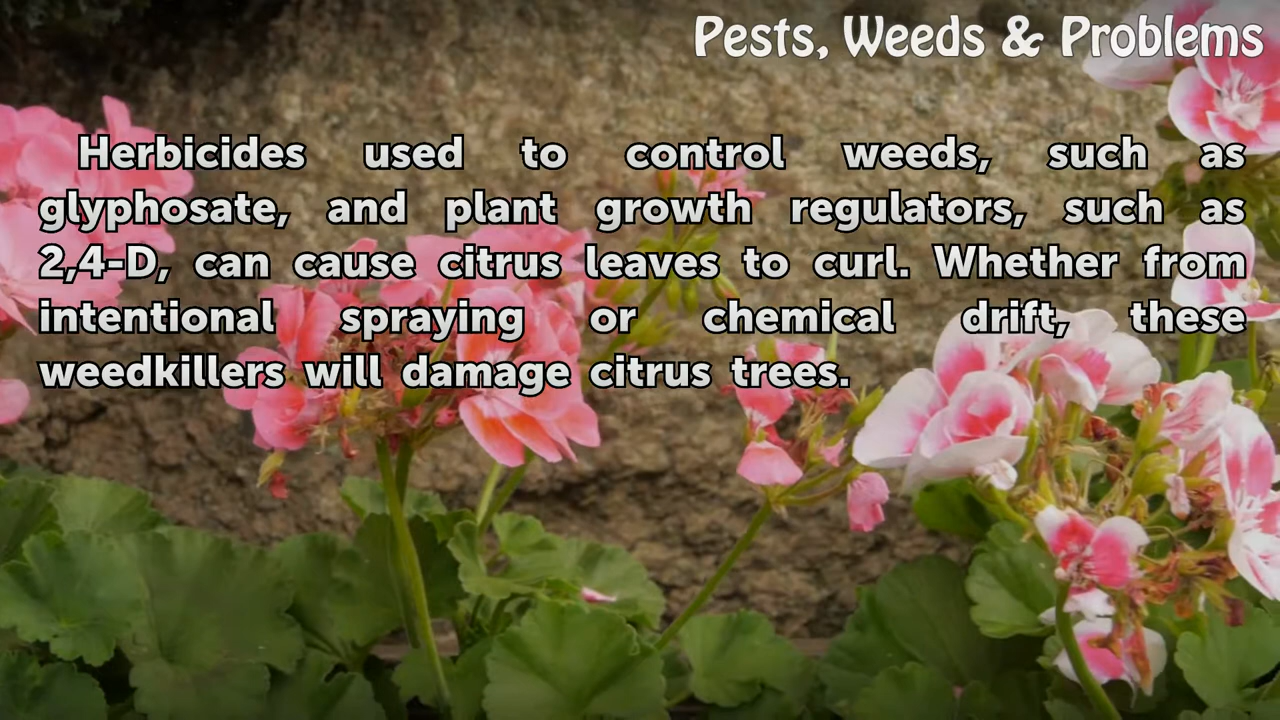 Pests, Weeds & Problems
Herbicides used to control weeds, such as
glyphosate, and plant growth regulators, such as
2,4-D, can cause citrus leaves to curl. Whether from
intentional spraying or chemical drift, these
weedkillers will damage citrus trees.